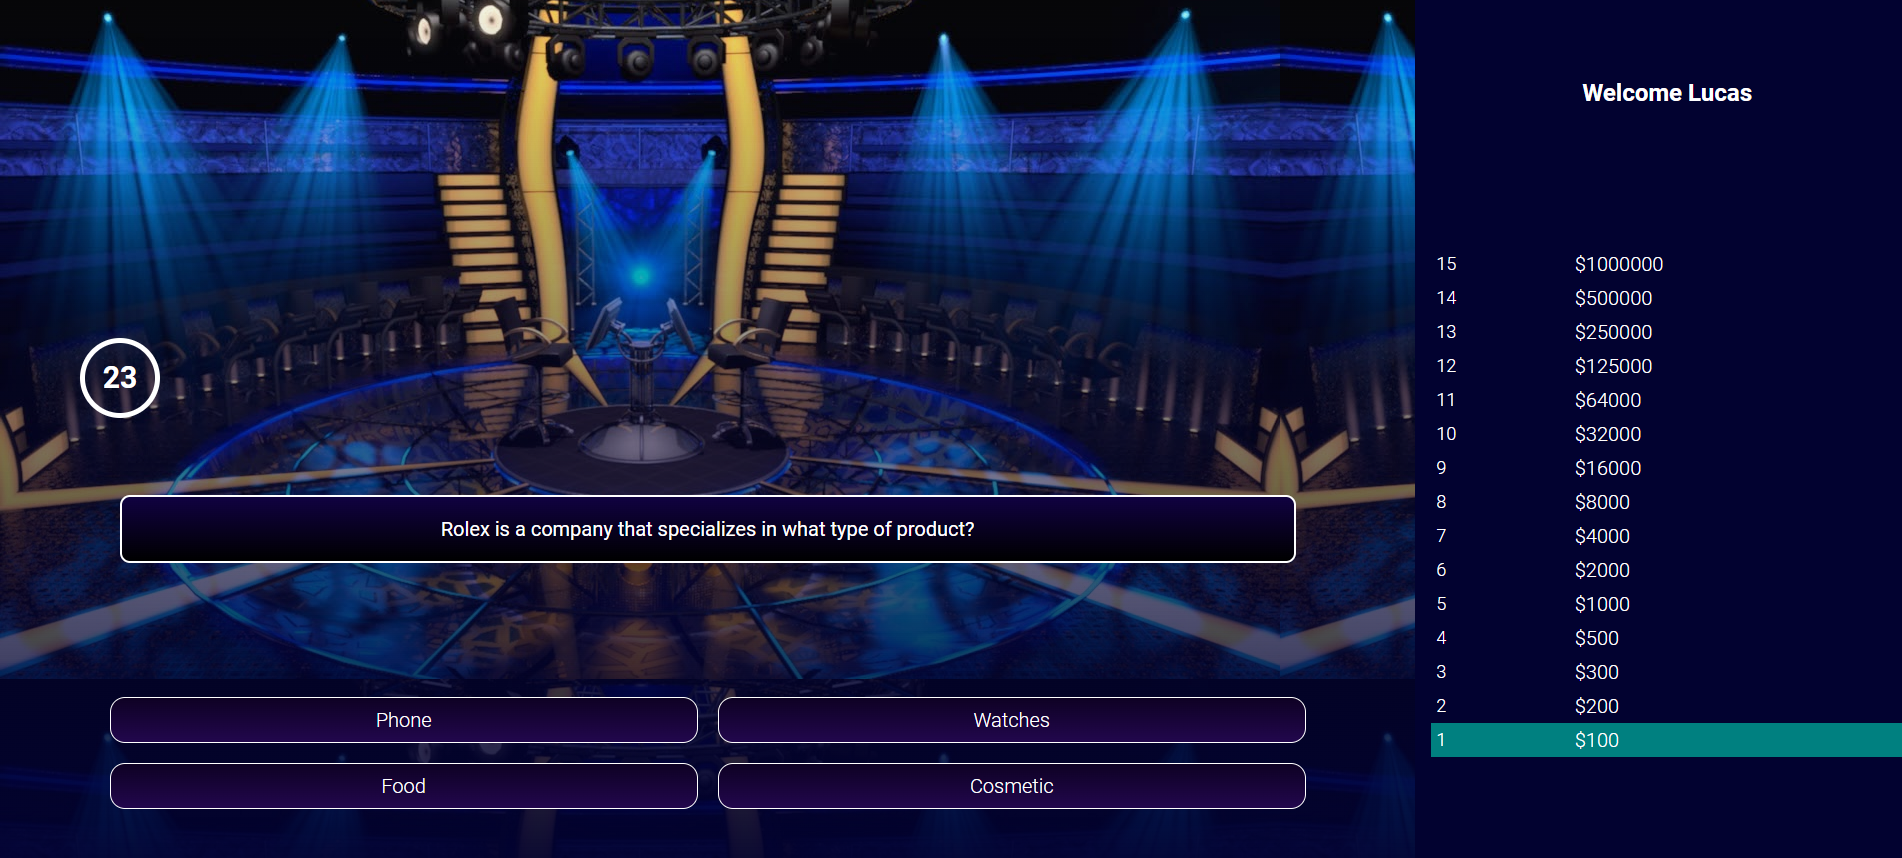 Welcome Lucas
23
Rolex is a company that specializes in what type of product?
Phone
Watches
Food
Cosmetic
15 $1000000
14 $500000
13 $250000
12 $125000
11 $64000
10 $32000
9 $16000
8 $8000
7 $4000
6 $2000
5 $1000
4 $500
3 $300
2 $200
1 $100